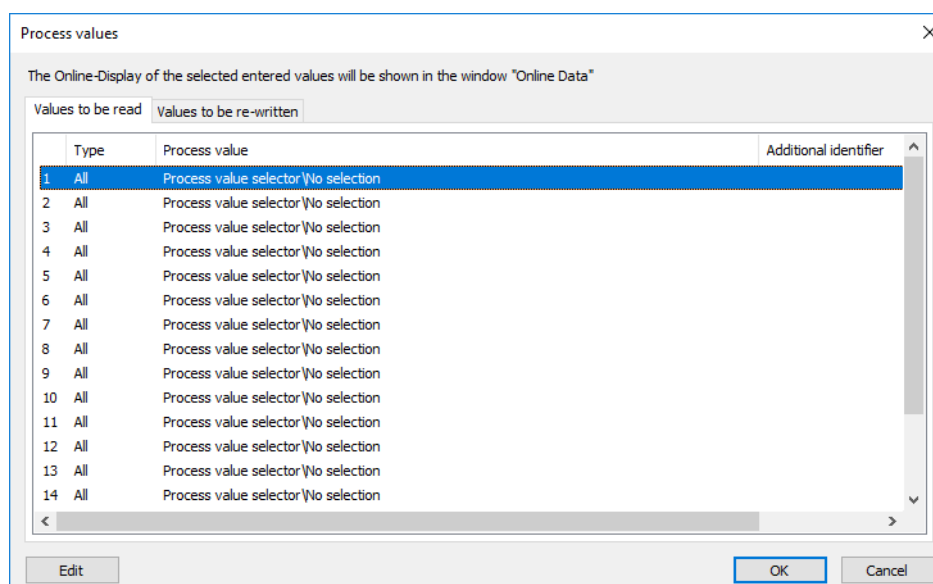 Process values
The Online-Display of the selected entered values will be shown in the window "Online Data"
Values to be read Values to be re-written
Type Process value Additional identifier
1 All Process value selector\No selection
2 All Process value selector\No selection
3 All Process value selector\No selection
4 All Process value selector\No selection
5 All Process value selector\No selection
6 All Process value selector\No selection
7 All Process value selector\No selection
8 All Process value selector\No selection
9 All Process value selector\No selection
10 All Process value selector\No selection
11 All Process value selector\No selection
12 All Process value selector\No selection
13 All Process value selector\No selection
14 All Process value selector\No selection
Edit OK Cancel